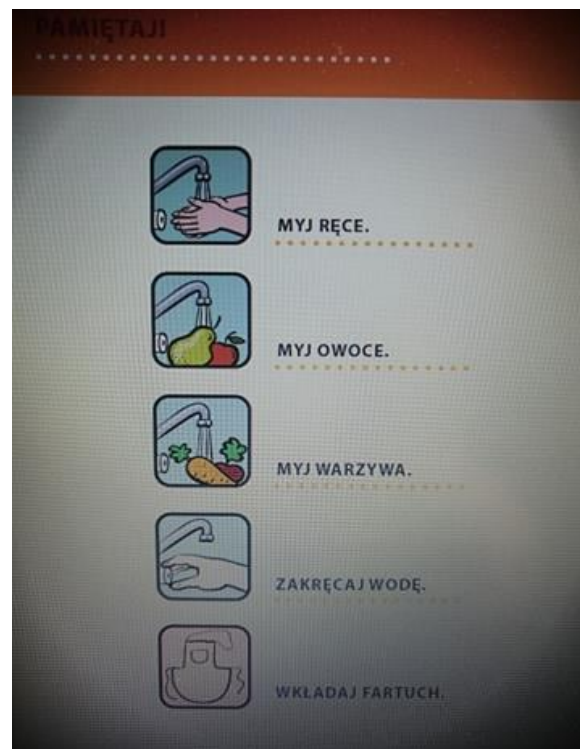 PAMIĘTAJ!
MYJ RĘCE.
MYJ OWOCE.
MYJ WARZYWA.
ZAKRĘCAJ WODĘ.
WKŁADAJ FARTUCH.